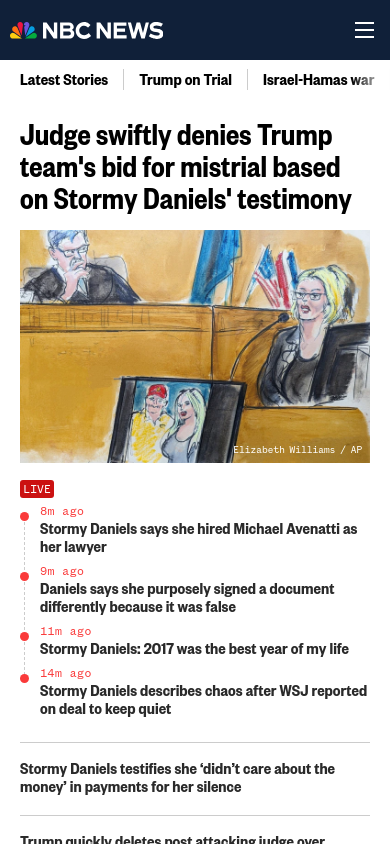 NBC NEWS
Latest Stories
Trump on Trial
Israel-Hamas war
Judge swiftly denies Trump
team's bid for mistrial based
on Stormy Daniels' testimony
Elizabeth Williams / AP
LIVE
8m ago
Stormy Daniels says she hired Michael Avenatti as
her lawyer
9m ago
Daniels says she purposely signed a document
differently because it was false
11m ago
Stormy Daniels: 2017 was the best year of my life
14m ago
Stormy Daniels describes chaos after WSJ reported
on deal to keep quiet
Stormy Daniels testifies she ‘didn’t care about the
money’ in payments for her silence
Trump quickly deletes post attacking judge over